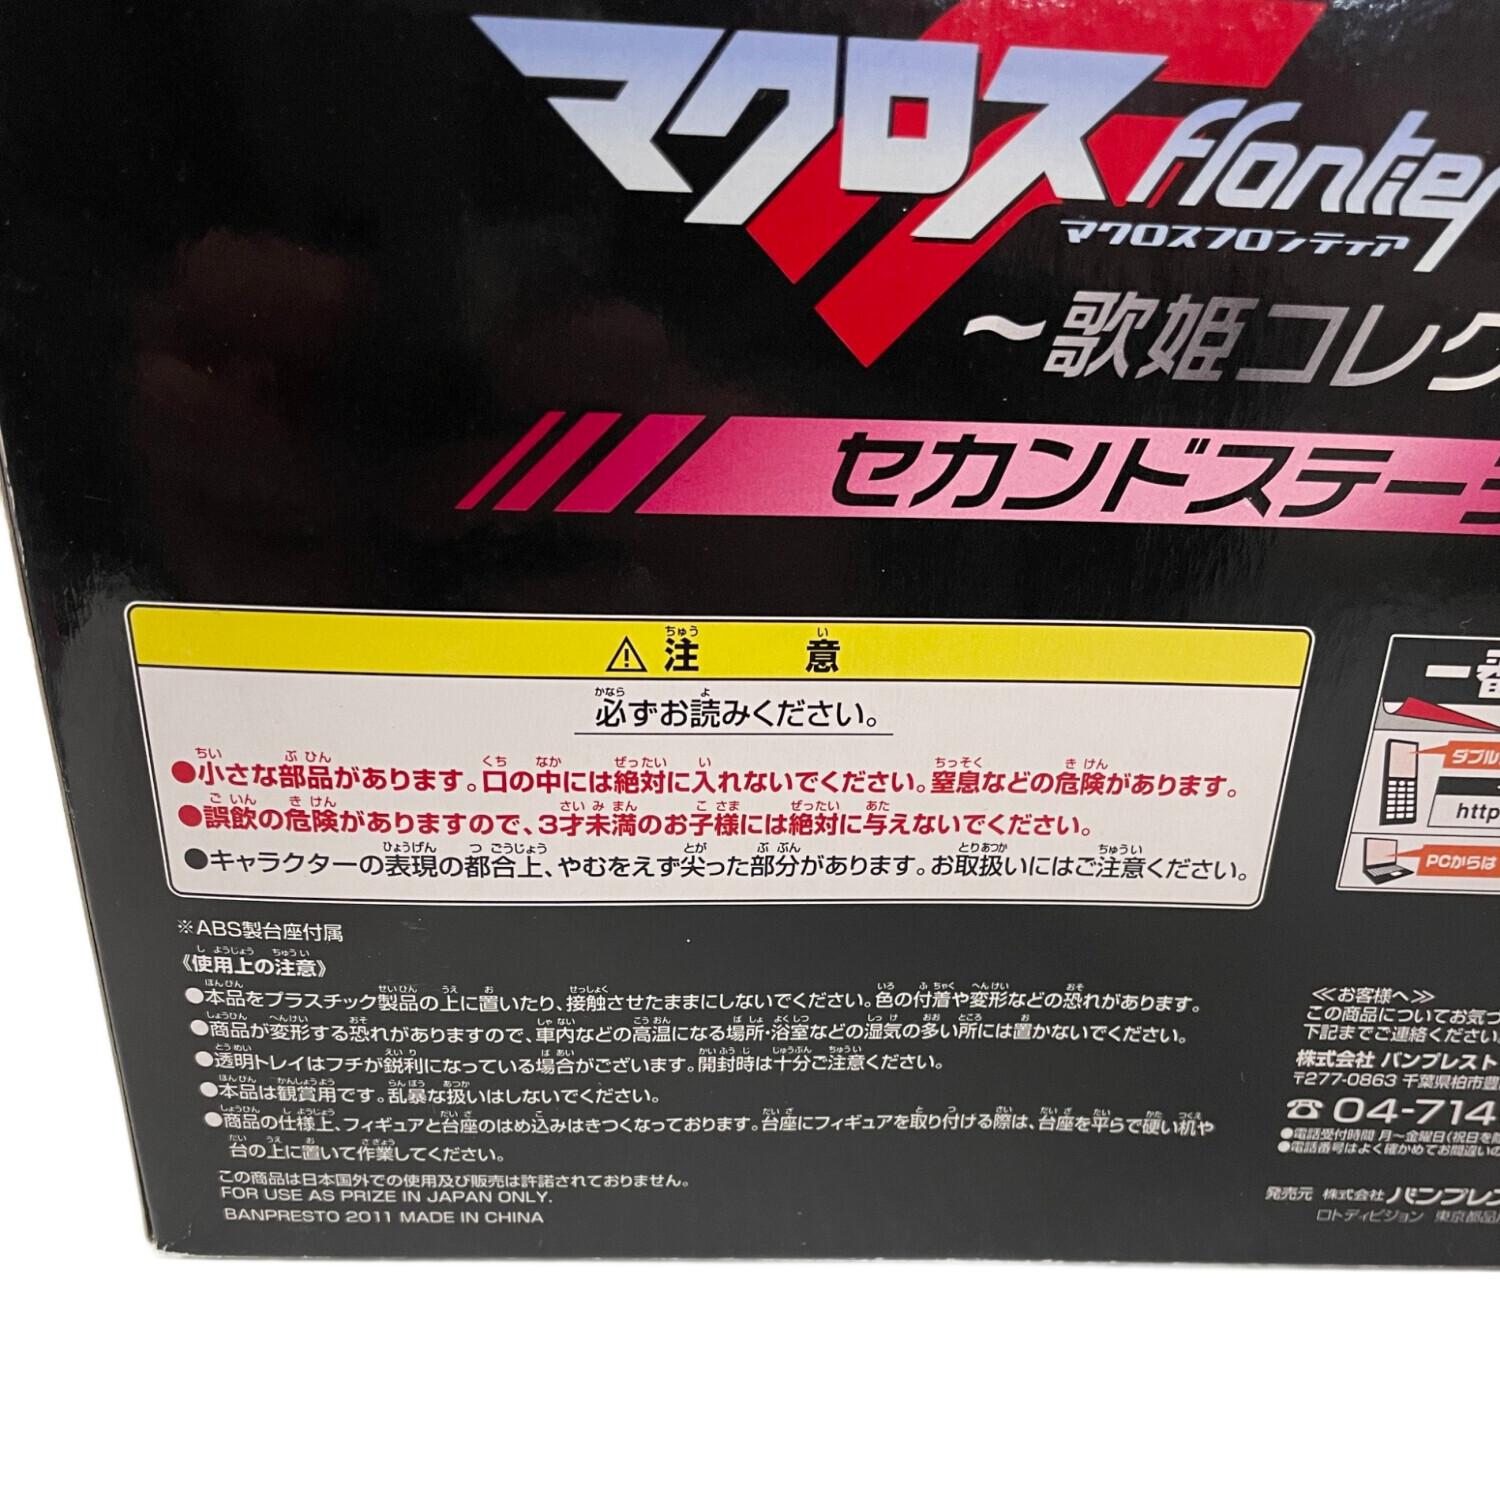 マクロス frontier
マクロスフロンティア
～歌姫コレク
セカンドステー
⚠注意
必ずお読みください。
●小さな部品があります。口の中には絶対に入れないでください。窒息などの危険があります。
●誤飲の危険がありますので、3才未満のお子様には絶対に与えないでください。
●キャラクターの表現の都合上、やむをえず尖った部分があります。お取扱いにはご注意ください。
※ABS製台座付属
《使用上の注意》
●本品をプラスチック製品の上に置いたり、接触させたままにしないでください。色の付着や変形などの恐れがあります。
●商品が変形する恐れがありますので、車内などの高温になる場所・浴室などの湿気の多い所には置かないでください。
●透明トレイはフチが鋭利になっている場合がございます。開封時は十分ご注意ください。
●本品は観賞用です。乱暴な扱いはしないでください。
●商品の仕様上、フィギュアと台座のはめ込みはきつくなっております。台座にフィギュアを取り付ける際は、台座を平らで硬い机や
台の上に置いて作業してください。
この商品は日本国外での使用及び販売は許諾されておりません。
FOR USE AS PRIZE IN JAPAN ONLY.
BANPRESTO 2011 MADE IN CHINA
一番
ダブル
http
PCからは
≪お客様へ≫
この商品についてお気づ
下記までご連絡ください。
株式会社 バンプレスト
〒277-0863 千葉県柏市豊
☎04-714
●電話受付時間 月～金曜日(祝日を除
●電話番号はよく確かめてお間違いの
発売元 株式会社バンプレス
ロトディビジョン 東京都品